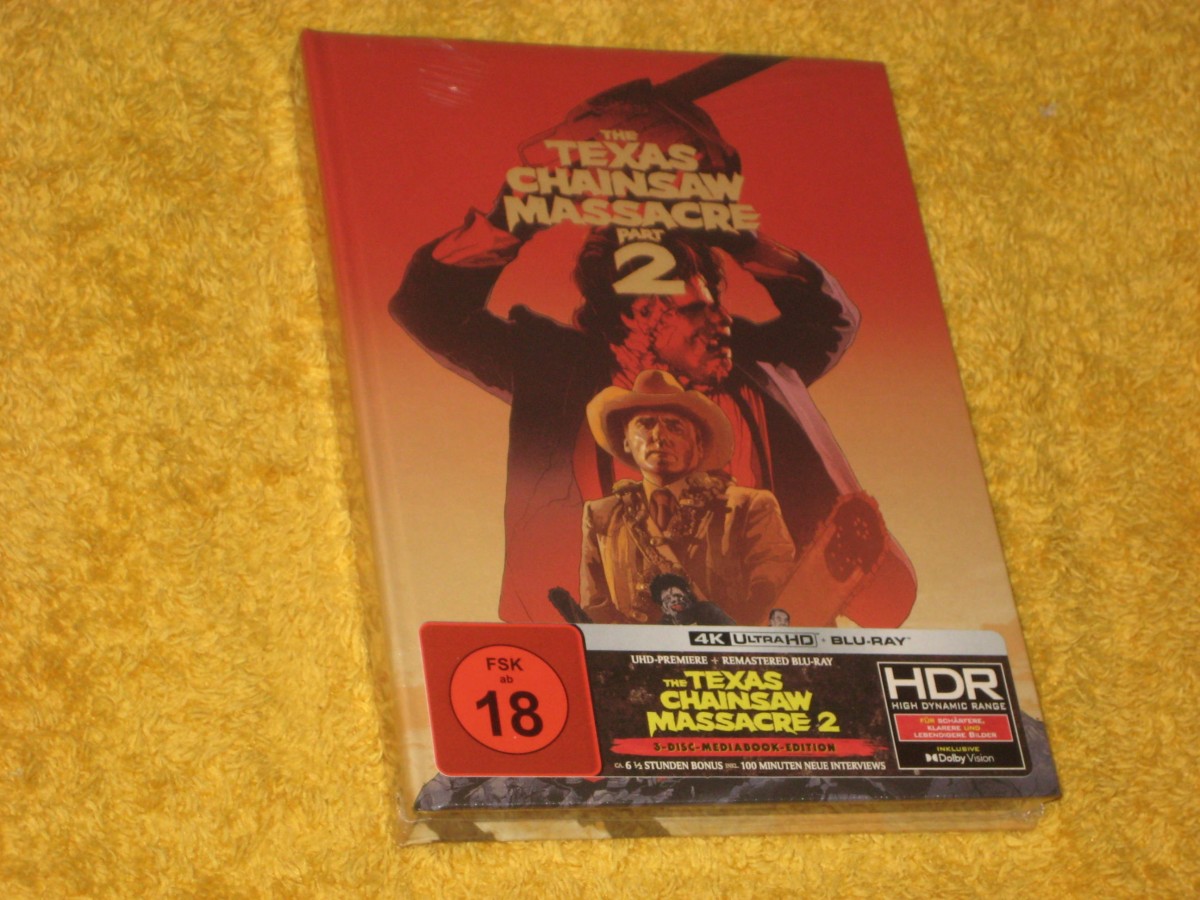 THE
TEXAS
CHAINSAW
MASSACRE
PART
2
4K ULTRA HD + BLU-RAY™
FSK
ab
18
UHD-PREMIERE + REMASTERED BLU-RAY
THE TEXAS
CHAINSAW
MASSACRE 2
3-DISC-MEDIABOOK-EDITION
CA. 6 ½ STUNDEN BONUS INKL. 100 MINUTEN NEUE INTERVIEWS
HDR
HIGH DYNAMIC RANGE
FÜR SCHÄRFERE,
KLARERE UND
LEBENDIGERE BILDER
INKLUSIVE
Dolby Vision